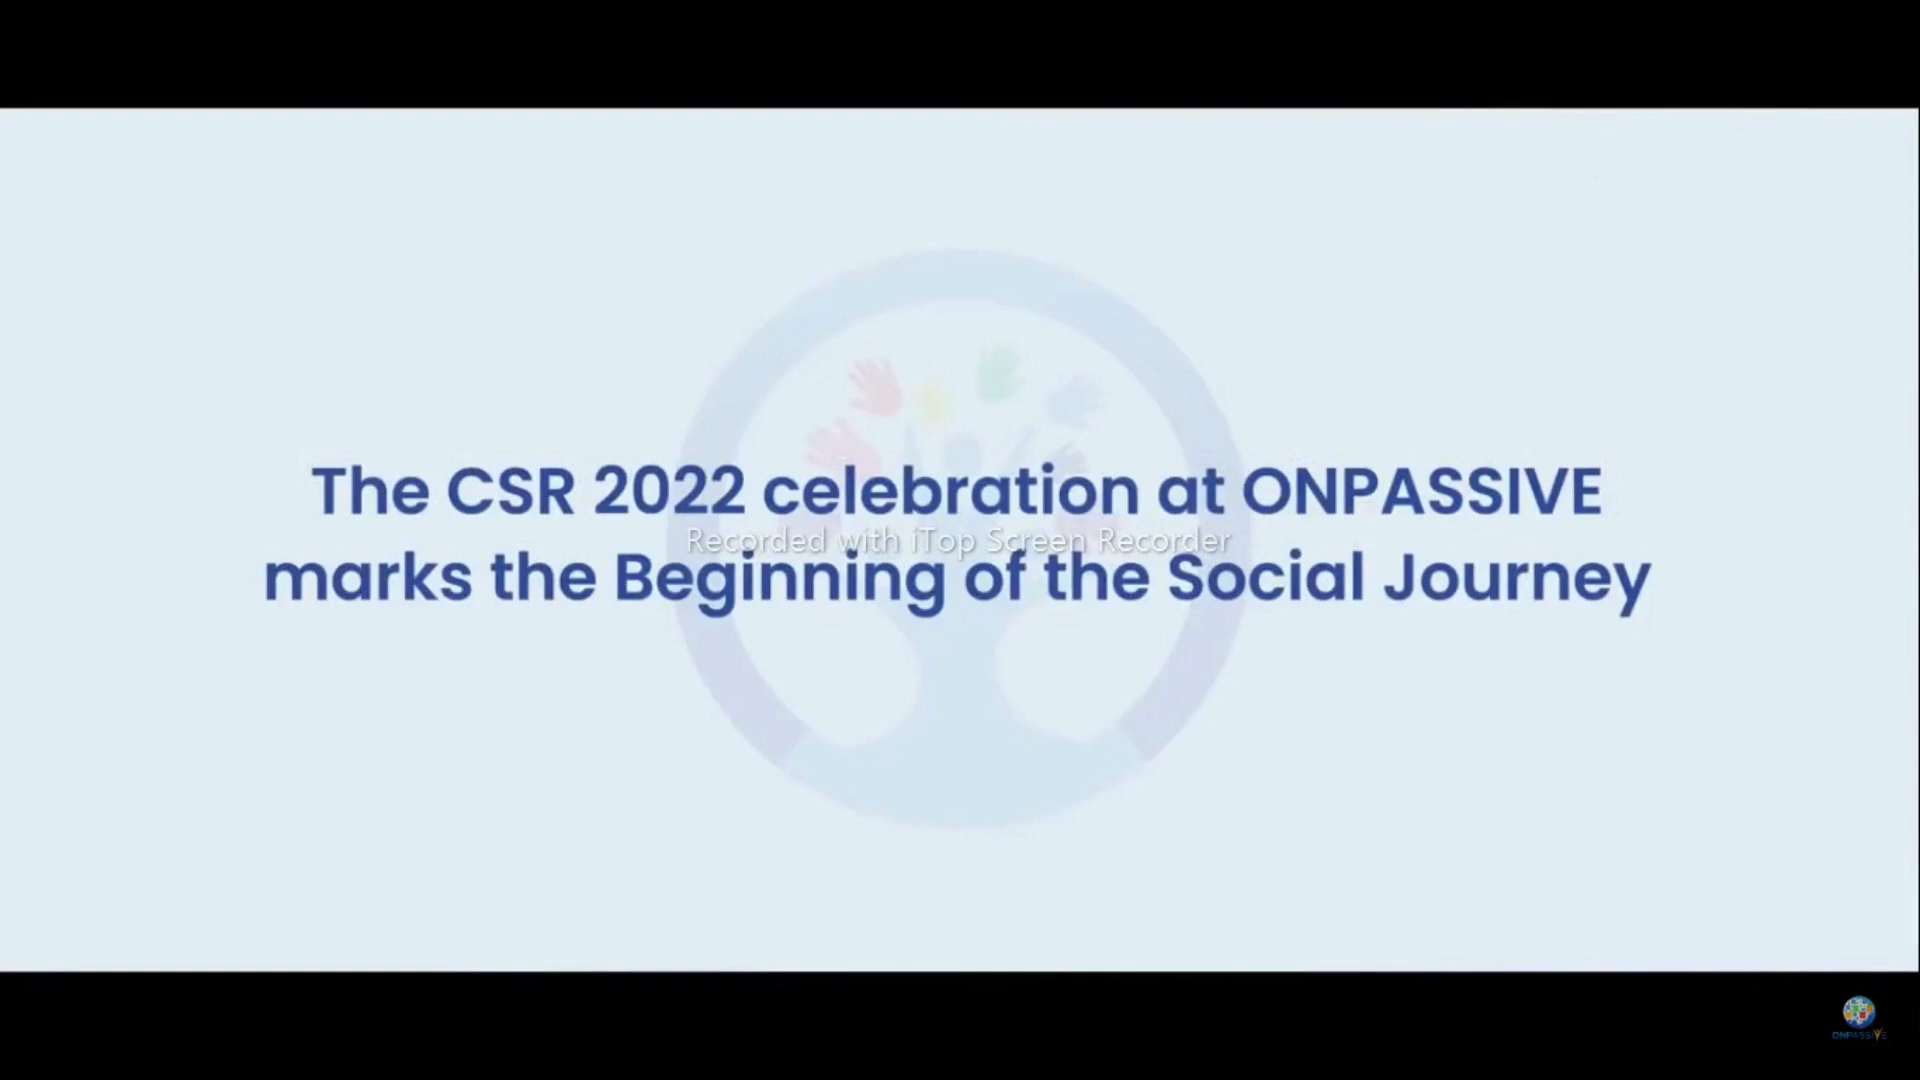 The CSR 2022 celebration at ONPASSIVE
Recorded with iTop Screen Recorder
marks the Beginning of the Social Journey
ONPASSIVE